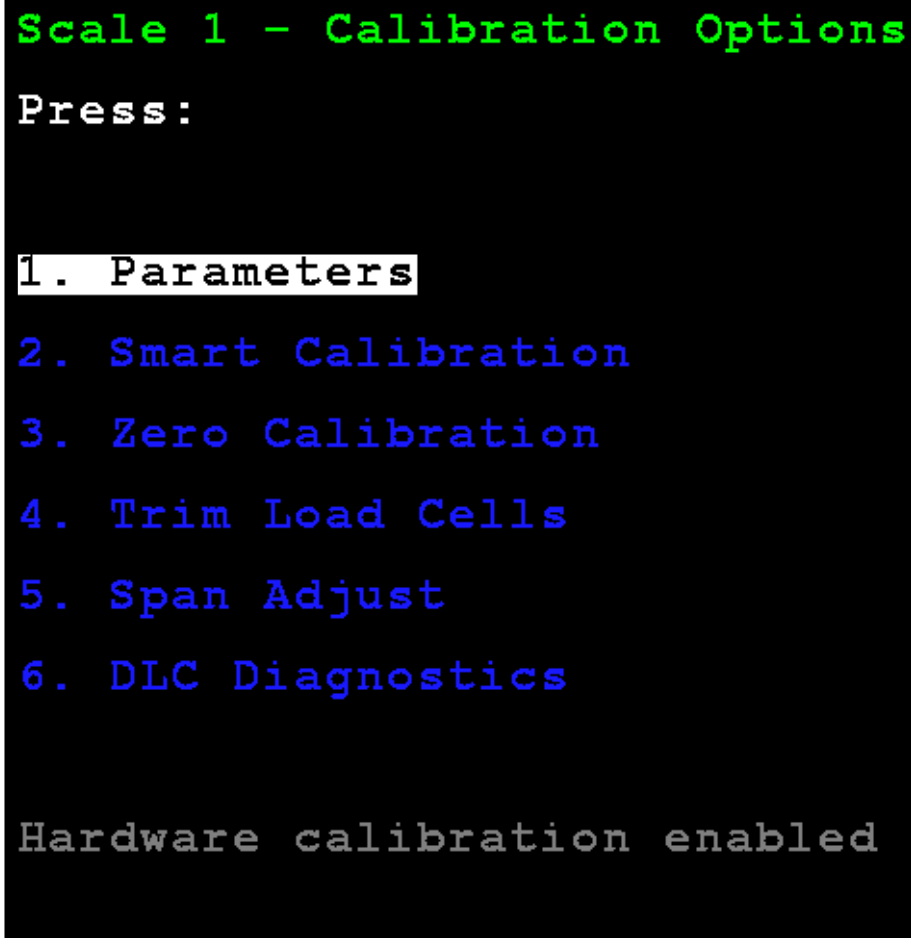 Scale 1 - Calibration Options
Press:
1. Parameters
2. Smart Calibration
3. Zero Calibration
4. Trim Load Cells
5. Span Adjust
6. DLC Diagnostics
Hardware calibration enabled